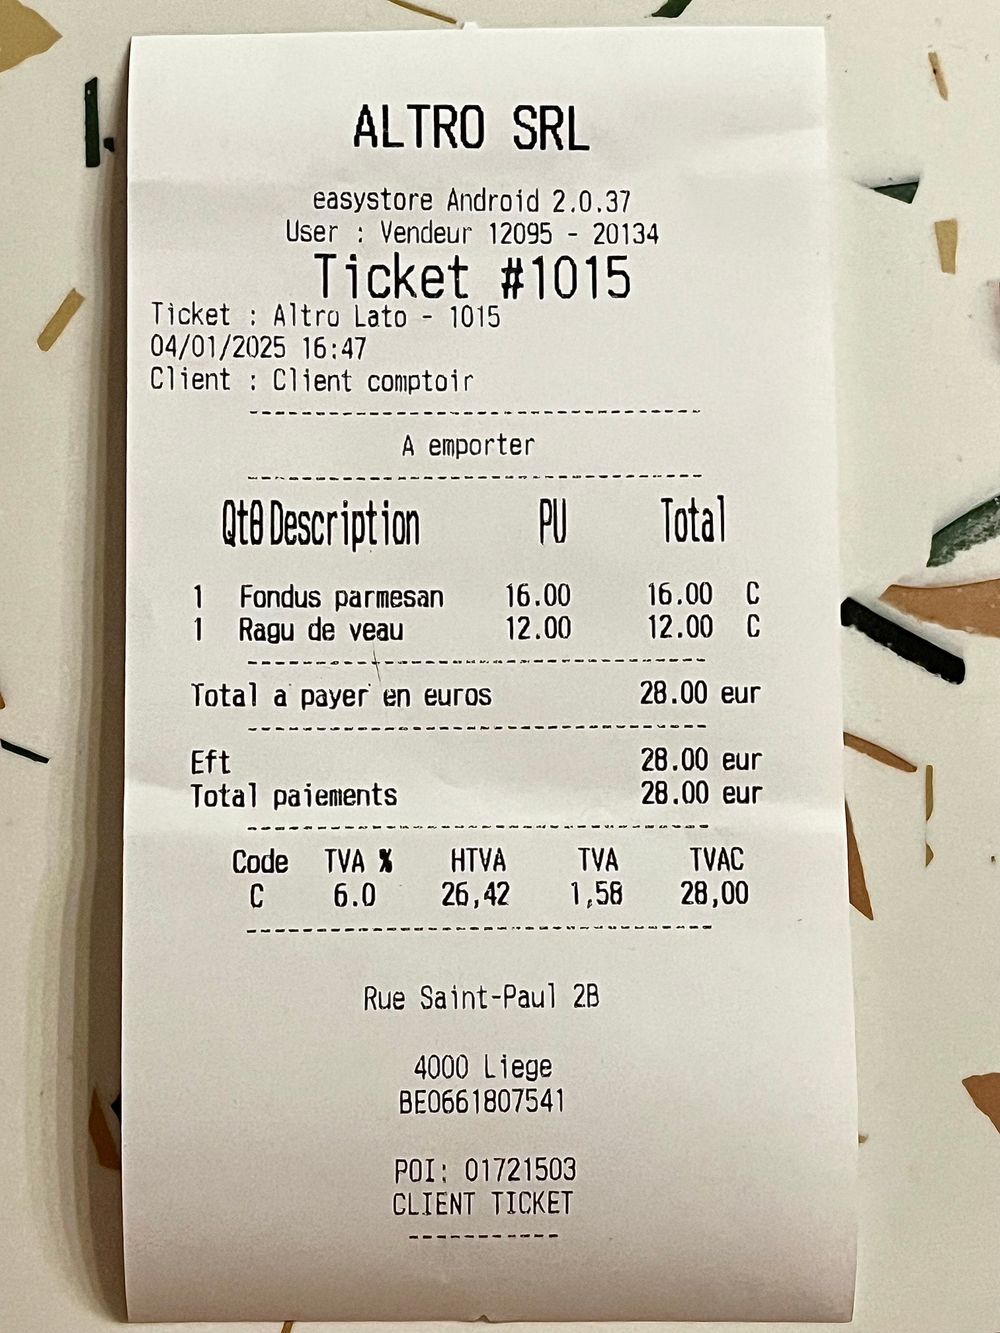 ALTRO SRL
easystore Android 2.0.37
User : Vendeur 12095 - 20134
Ticket #1015
Ticket : Altro Lato - 1015
04/01/2025 16:47
Client : Client comptoir
A emporter
Qtθ Description PU Total
1 Fondus parmesan 16.00 16.00 C
1 Ragu de veau 12.00 12.00 C
Total a payer en euros 28.00 eur
Eft 28.00 eur
Total paiements 28.00 eur
Code TVA % HTVA TVA TVAC
C 6.0 26,42 1,58 28,00
Rue Saint-Paul 2B
4000 Liege
BE0661807541
POI: 01721503
CLIENT TICKET